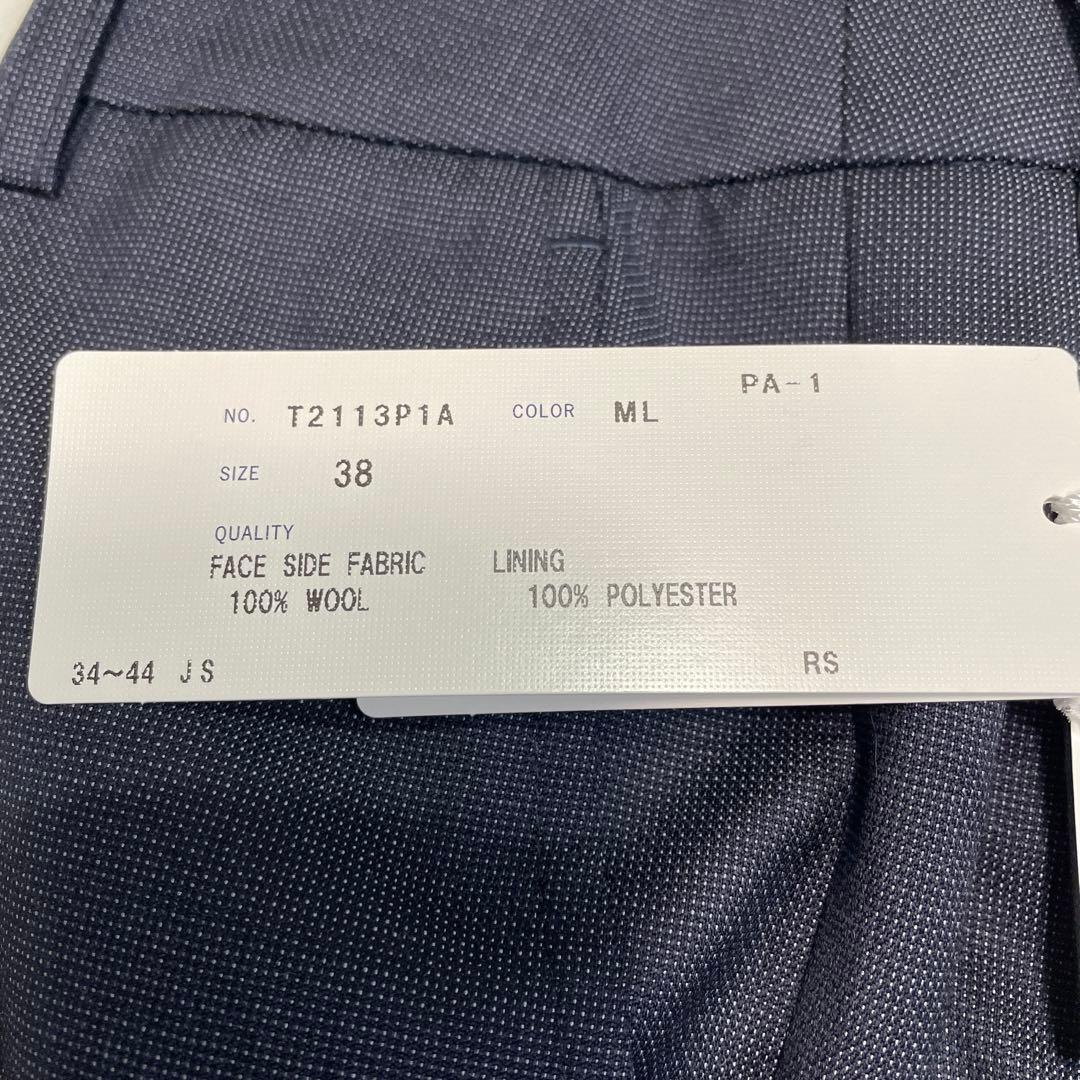 PA-1
NO. T2113P1A COLOR ML
SIZE 38
QUALITY
FACE SIDE FABRIC LINING
100% WOOL 100% POLYESTER
34~44 JS RS